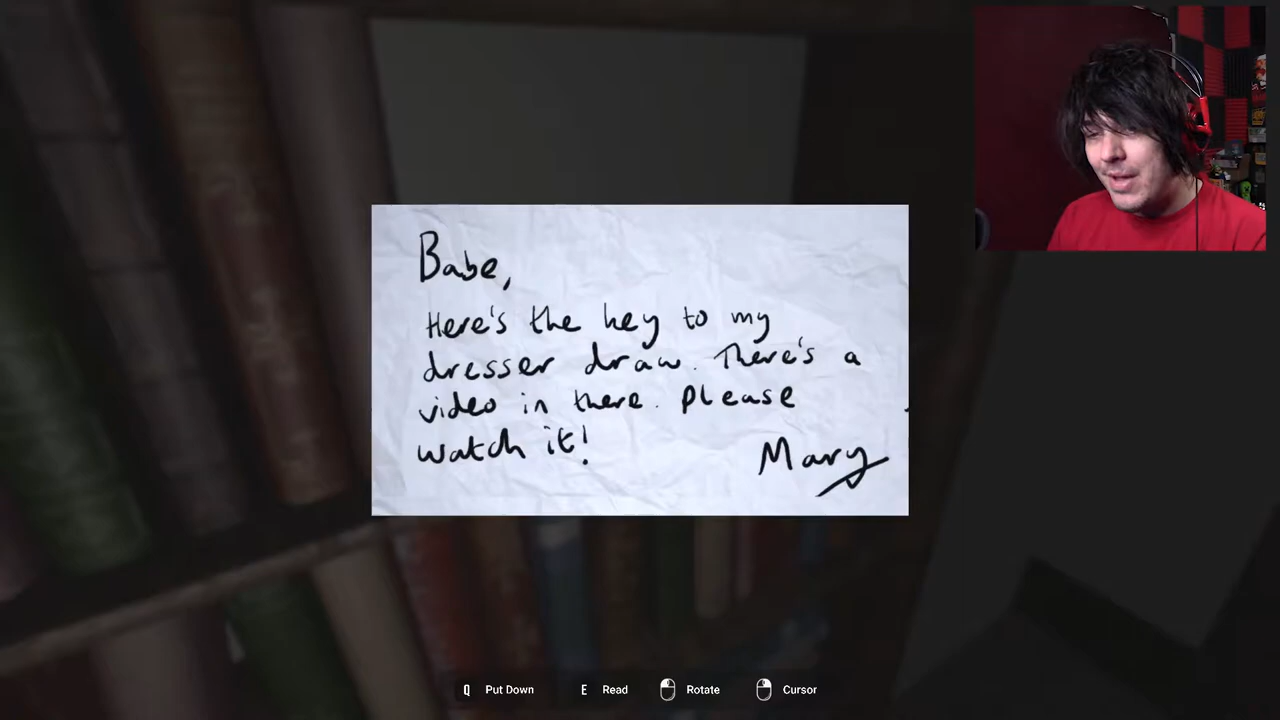 Babe,
Here's the key to my
dresser draw. There's a
video in there. Please
watch it!
Mary
Q Put Down E Read Rotate Cursor